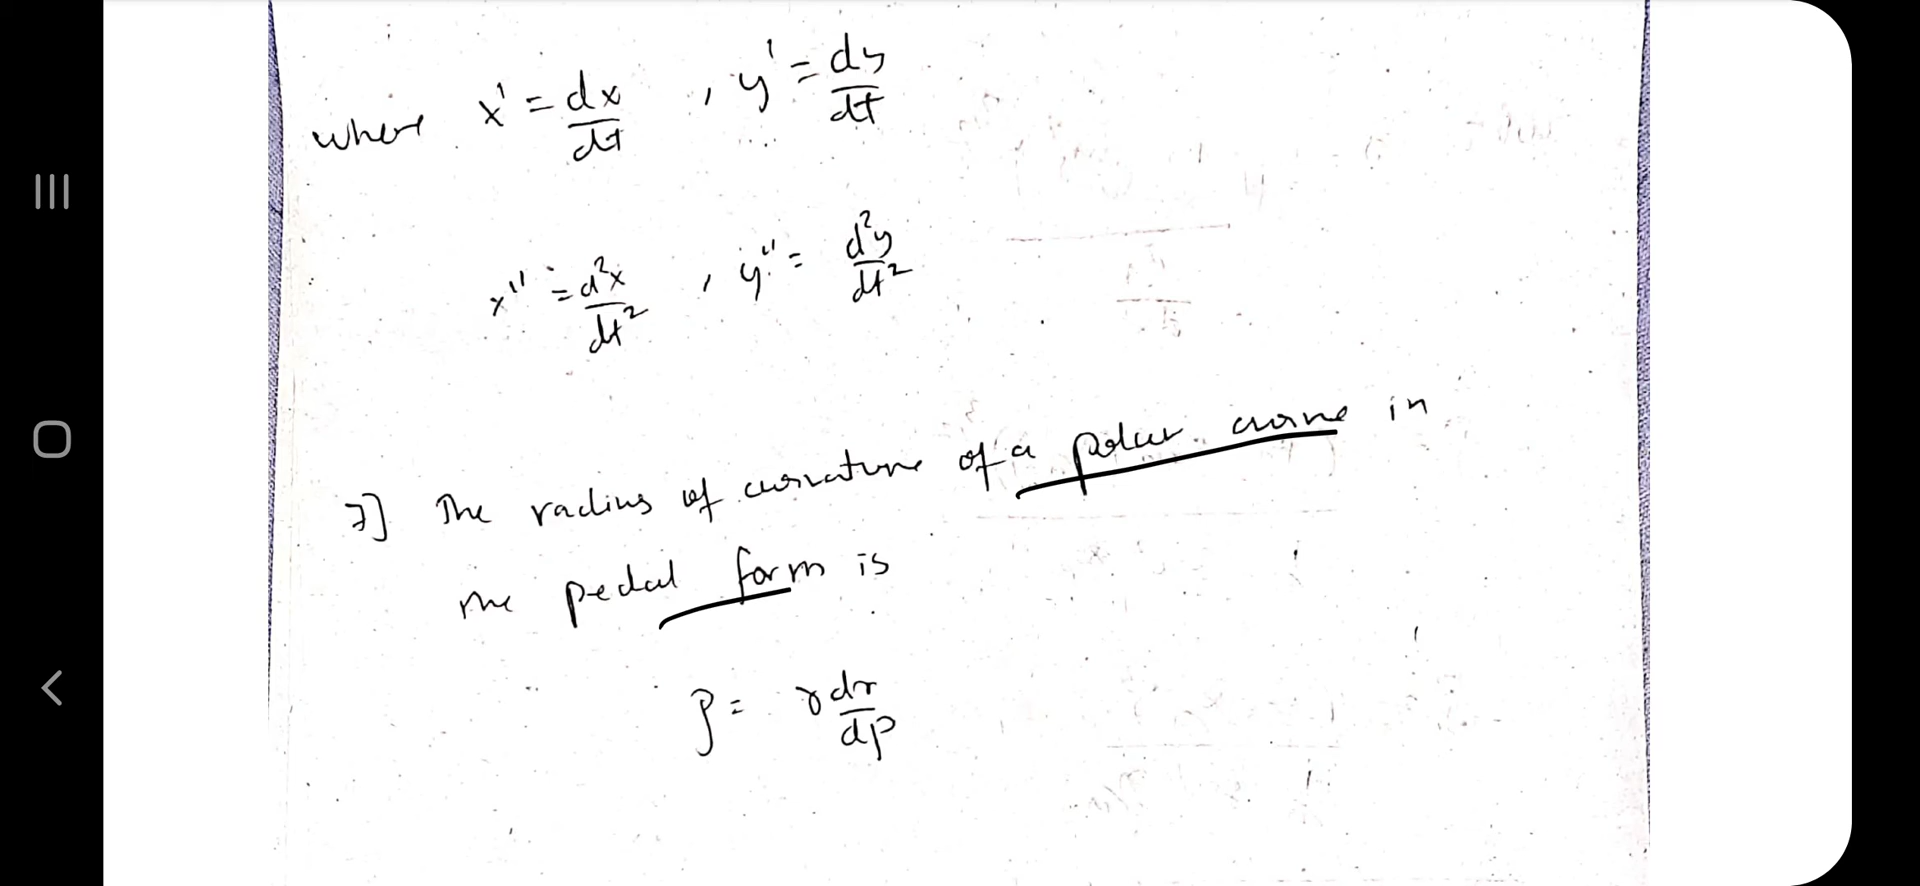 where x' = dx/dt , y' = dy/dt
x'' = d²x/dt² , y'' = d²y/dt²
7] The radius of curvature of a polar curve in
the pedal form is
ρ = r dr/dp